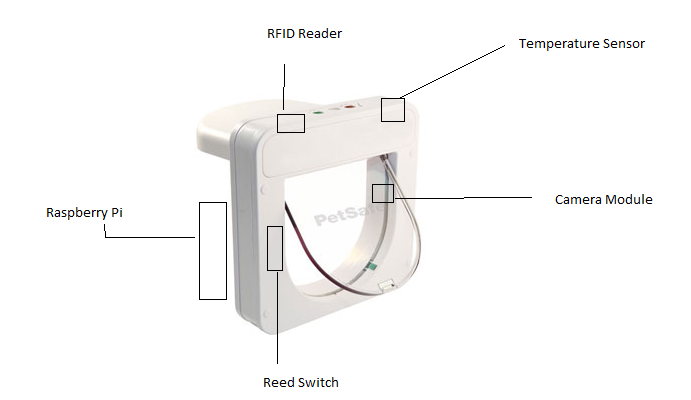 RFID Reader
Temperature Sensor
Raspberry Pi
Camera Module
PetSafe
Reed Switch